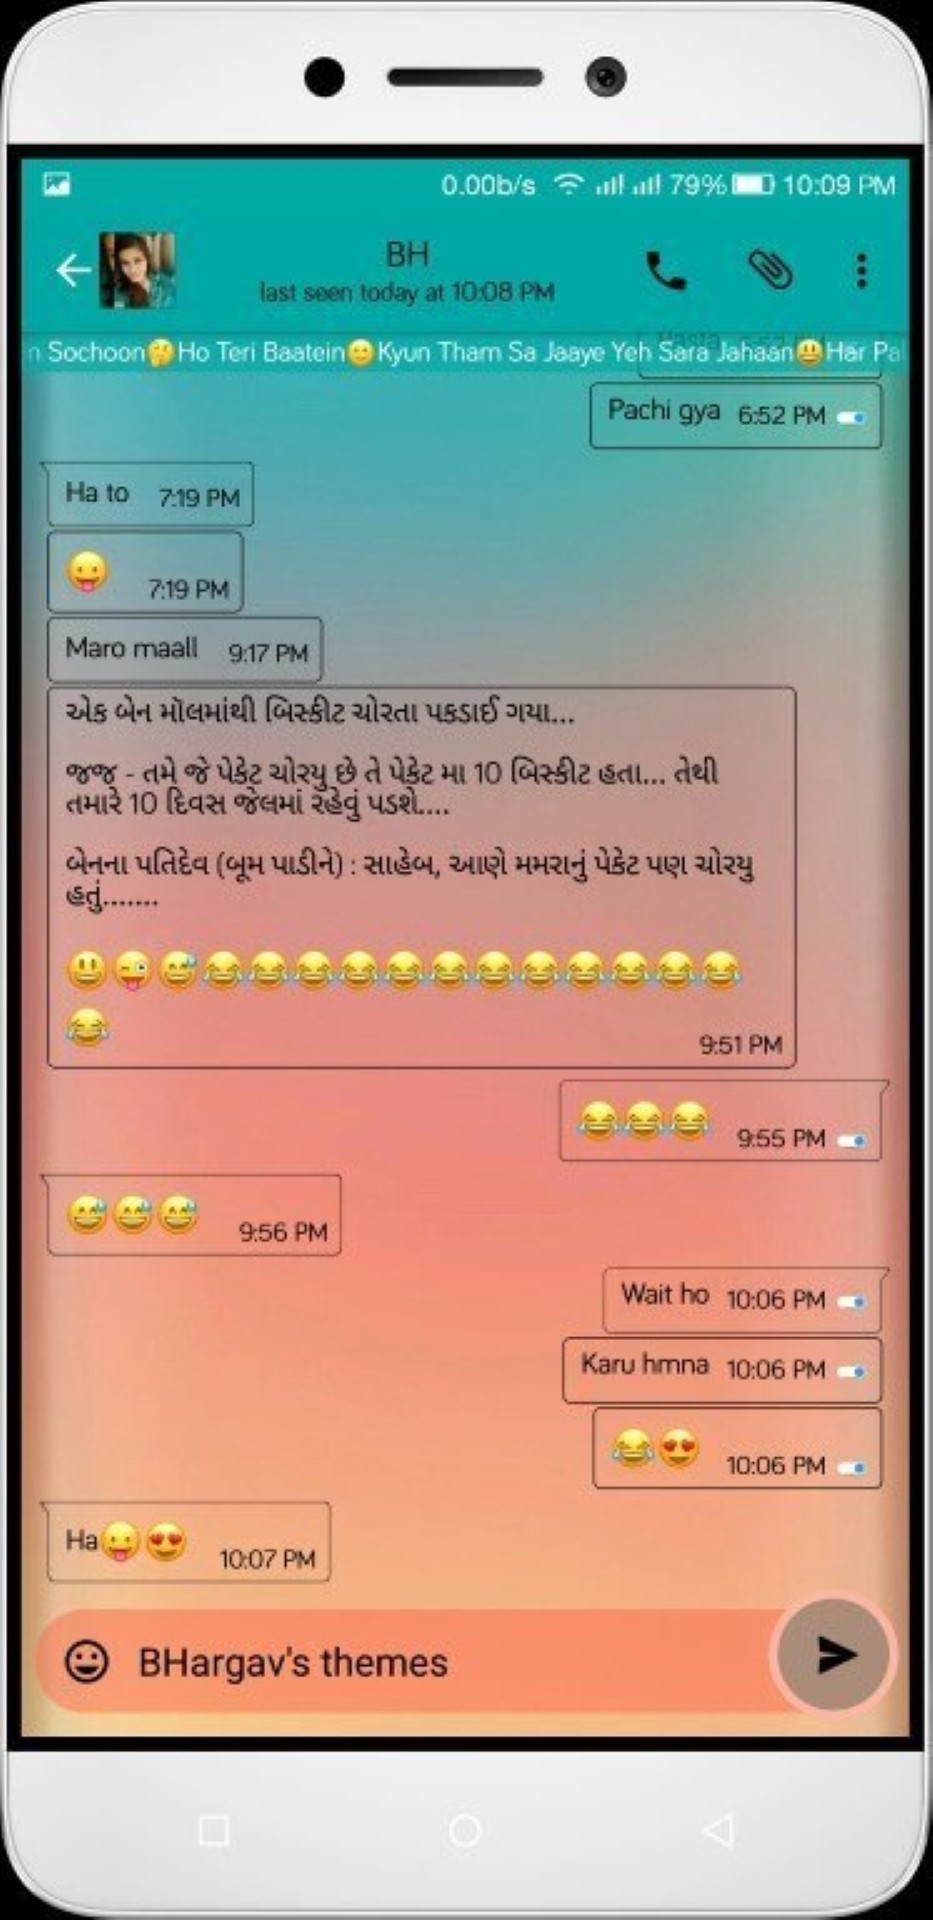 0.00b/s 79% 10:09 PM
BH
last seen today at 10:08 PM
n Sochoon🤔Ho Teri Baatein😊Kyun Tham Sa Jaaye Yeh Sara Jahaan😃Har Pa
Pachi gya 6:52 PM
Ha to 7:19 PM
😛 7:19 PM
Maro maall 9:17 PM
એક બેન મૉલમાંથી બિસ્કીટ ચોરતા પકડાઈ ગયા...
જજ - તમે જે પેકેટ ચોરયુ છે તે પેકેટ મા 10 બિસ્કીટ હતા... તેથી
તમારે 10 દિવસ જેલમાં રહેવું પડશે....
બેનના પતિદેવ (બૂમ પાડીને) : સાહેબ, આણે મમરાનું પેકેટ પણ ચોરયુ
હતું.......
😃😜😅😂😂😂😂😂😂😂😂😂😂😂😂
😂
9:51 PM
😂😂😂 9:55 PM
😅😅😅 9:56 PM
Wait ho 10:06 PM
Karu hmna 10:06 PM
😂😍 10:06 PM
Ha😛😍 10:07 PM
BHargav's themes